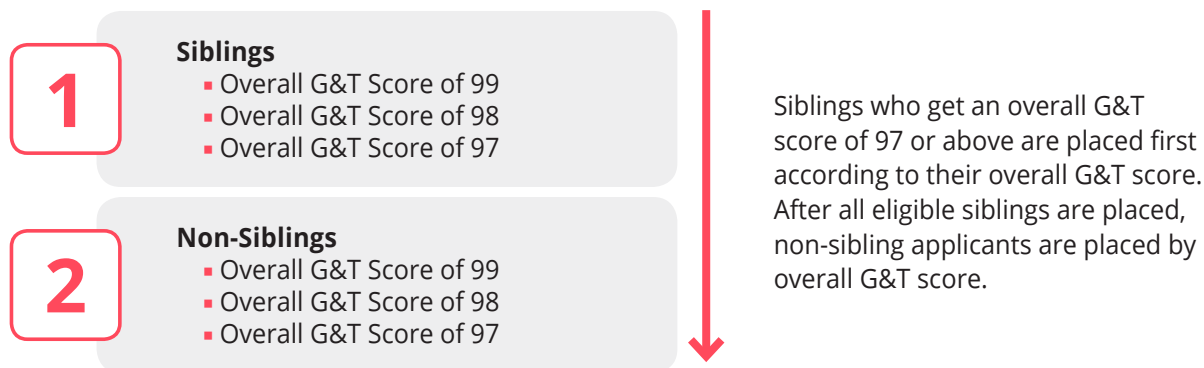 1
Siblings
▪ Overall G&T Score of 99
▪ Overall G&T Score of 98
▪ Overall G&T Score of 97
2
Non-Siblings
▪ Overall G&T Score of 99
▪ Overall G&T Score of 98
▪ Overall G&T Score of 97
Siblings who get an overall G&T
score of 97 or above are placed first
according to their overall G&T score.
After all eligible siblings are placed,
non-sibling applicants are placed by
overall G&T score.